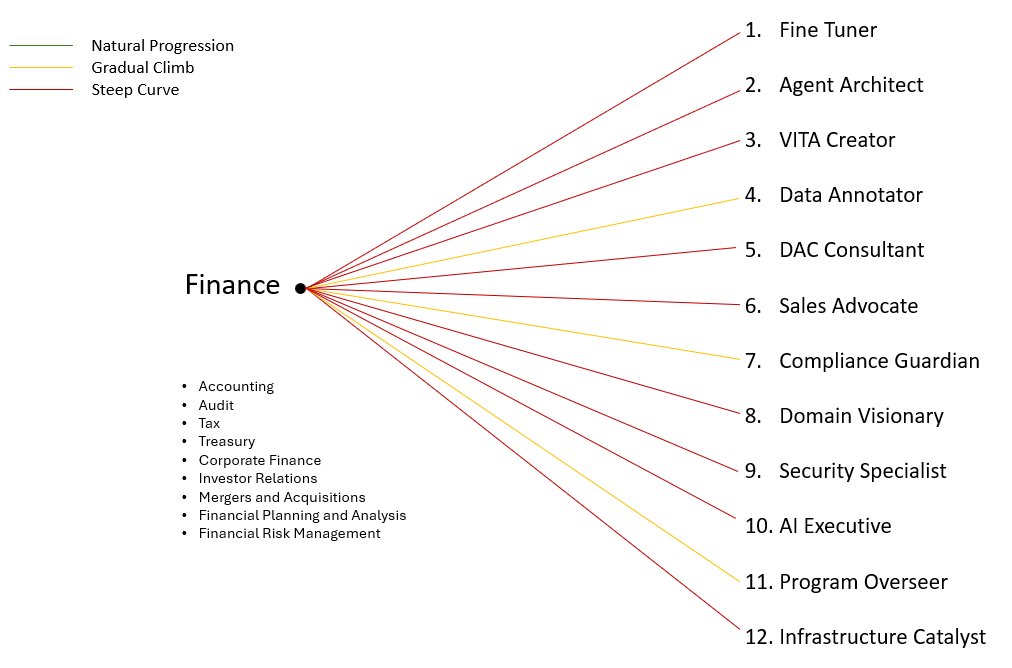 Natural Progression
Gradual Climb
Steep Curve
1. Fine Tuner
2. Agent Architect
3. VITA Creator
4. Data Annotator
5. DAC Consultant
6. Sales Advocate
7. Compliance Guardian
8. Domain Visionary
9. Security Specialist
10. AI Executive
11. Program Overseer
12. Infrastructure Catalyst
Finance
• Accounting
• Audit
• Tax
• Treasury
• Corporate Finance
• Investor Relations
• Mergers and Acquisitions
• Financial Planning and Analysis
• Financial Risk Management